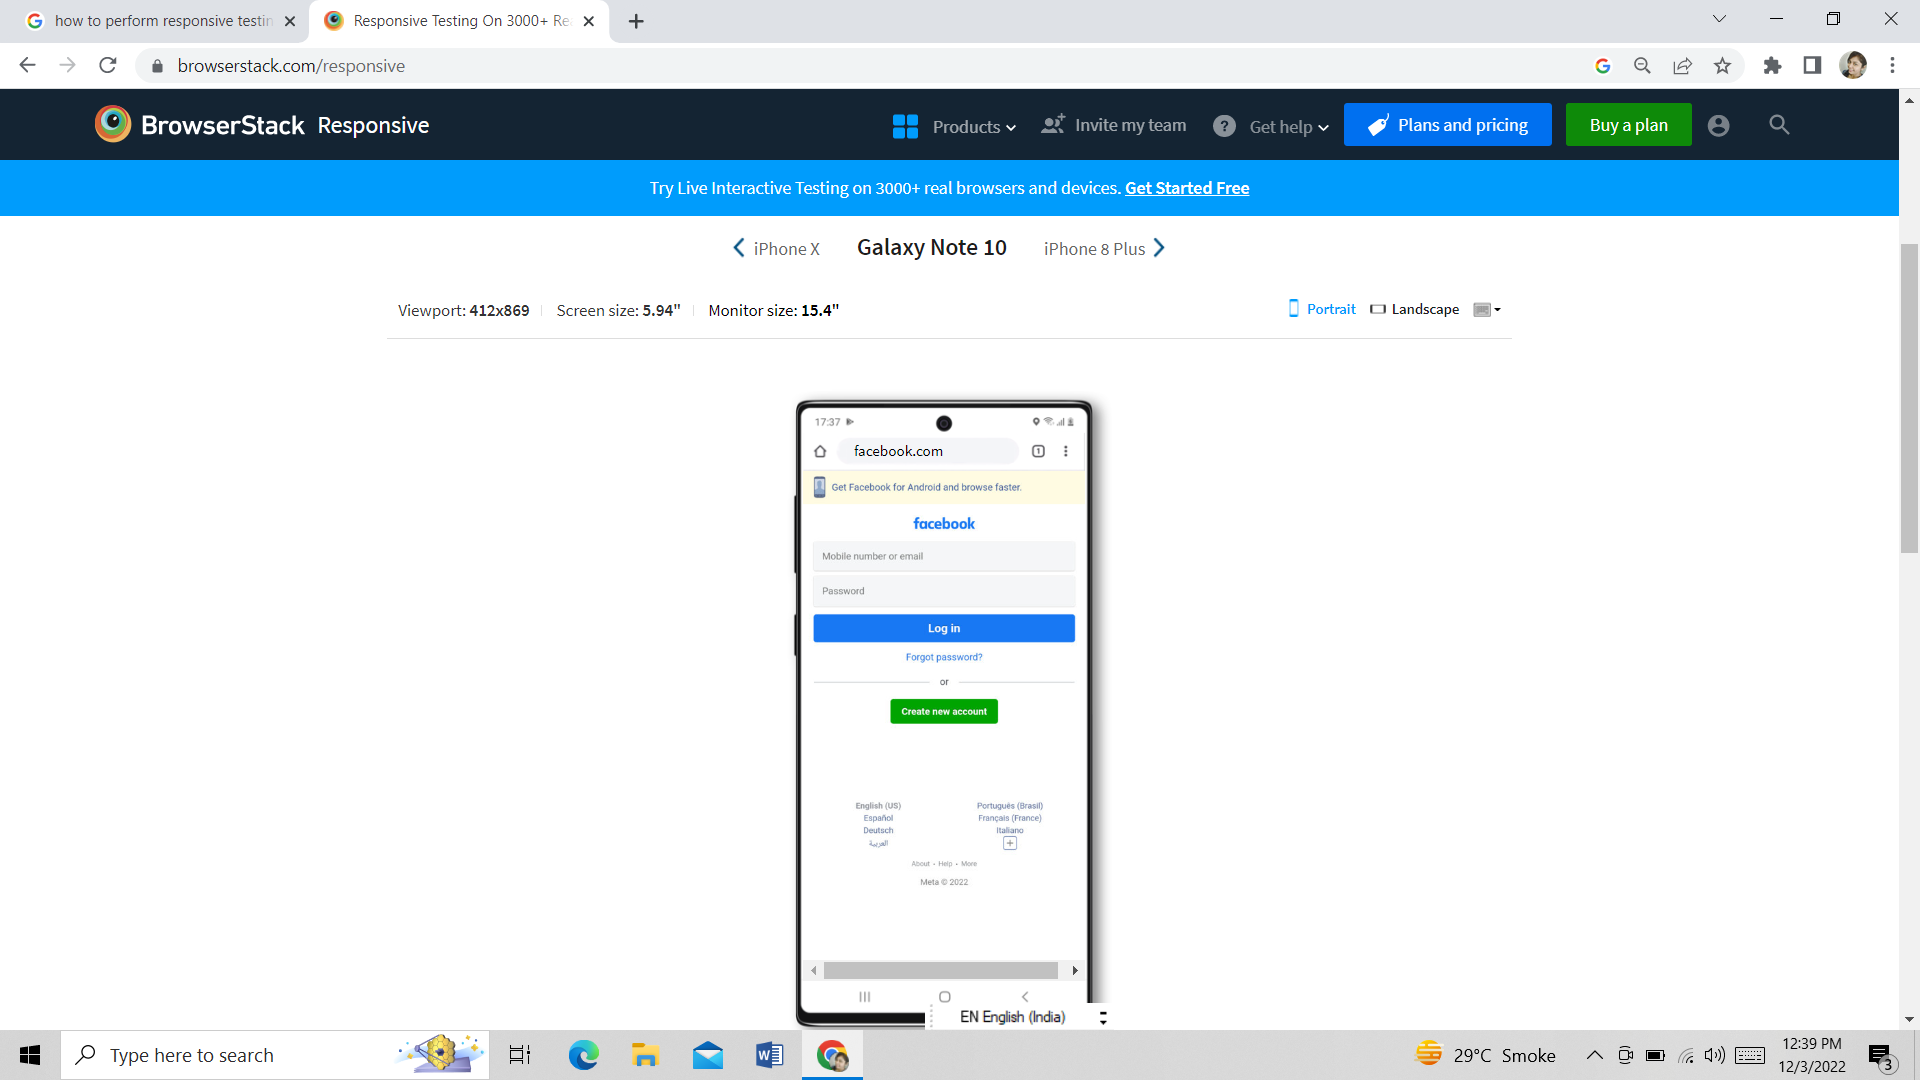 how to perform responsive testin
Responsive Testing On 3000+ Re
browserstack.com/responsive
BrowserStack Responsive
Products
Invite my team
? Get help
Plans and pricing
Buy a plan
Try Live Interactive Testing on 3000+ real browsers and devices. Get Started Free
iPhone X Galaxy Note 10 iPhone 8 Plus
Viewport: 412x869 Screen size: 5.94" Monitor size: 15.4"
Portrait Landscape
17:37
facebook.com 1
Get Facebook for Android and browse faster.
facebook
Mobile number or email
Password
Log in
Forgot password?
or
Create new account
English (US) Português (Brasil)
Español Français (France)
Deutsch Italiano
العربية +
About · Help · More
Meta © 2022
EN English (India)
Type here to search
29°C Smoke
12:39 PM
12/3/2022
3